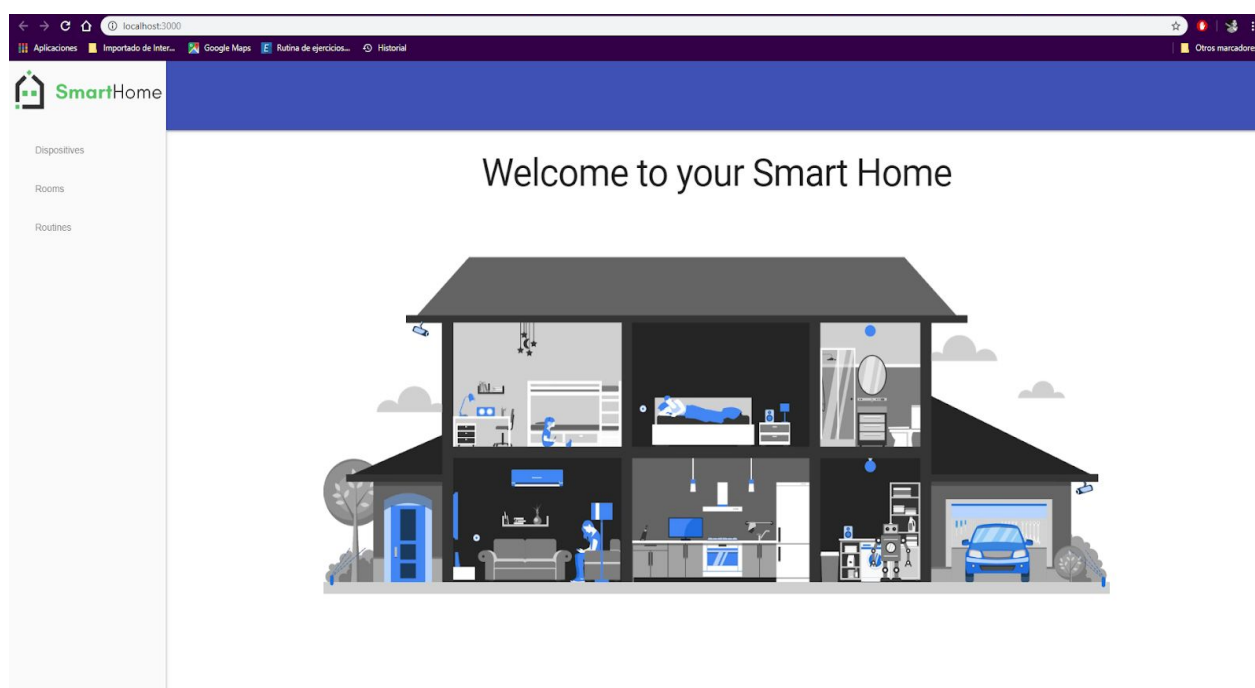 localhost:3000
Aplicaciones Importado de Inter... Google Maps Rutina de ejercicios... Historial Otros marcadores
SmartHome
Dispositives
Rooms
Routines
Welcome to your Smart Home